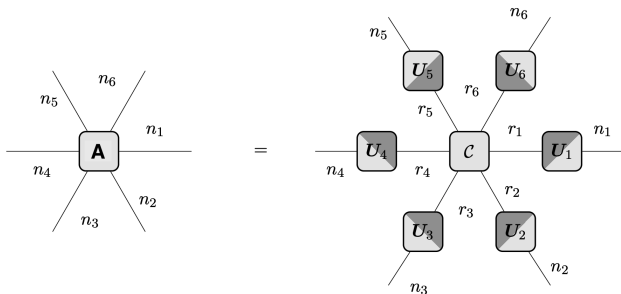 n₅ n₆
n₁
A
n₄
n₂
n₃
=
n₆
n₅
U₅ U₆
r₆
r₅
r₁ n₁
U₄ C U₁
n₄ r₄
r₂
r₃
U₃ U₂
n₂
n₃